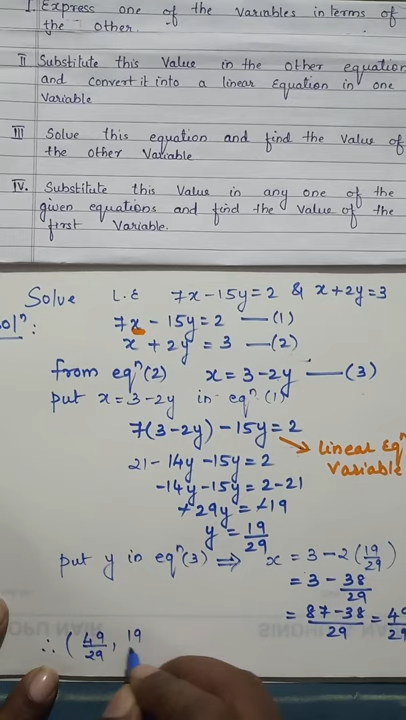 I. Express one of the Variables in terms of
the other.
II Substitute this Value in the other equation
and convert it into a linear Equation in one
Variable
III Solve this equation and find the Value of
the other Variable
IV. Substitute this Value in any one of the
given equations and find the Value of the
first Variable.
Solve L.E 7x-15y=2 & x+2y=3
Solⁿ:
7x - 15y = 2 — (1)
x + 2y = 3 — (2)
from eqⁿ(2) x = 3-2y — (3)
put x = 3-2y in eqⁿ (1)
7(3-2y) - 15y = 2
Linear Eqⁿ
Variable
21 - 14y - 15y = 2
-14y - 15y = 2-21
-29y = -19
y = 19/29
put y in eqⁿ(3) ⇒ x = 3-2(19/29)
= 3 - 38/29
= 87-38/29 = 49/29
∴ (49/29, 19